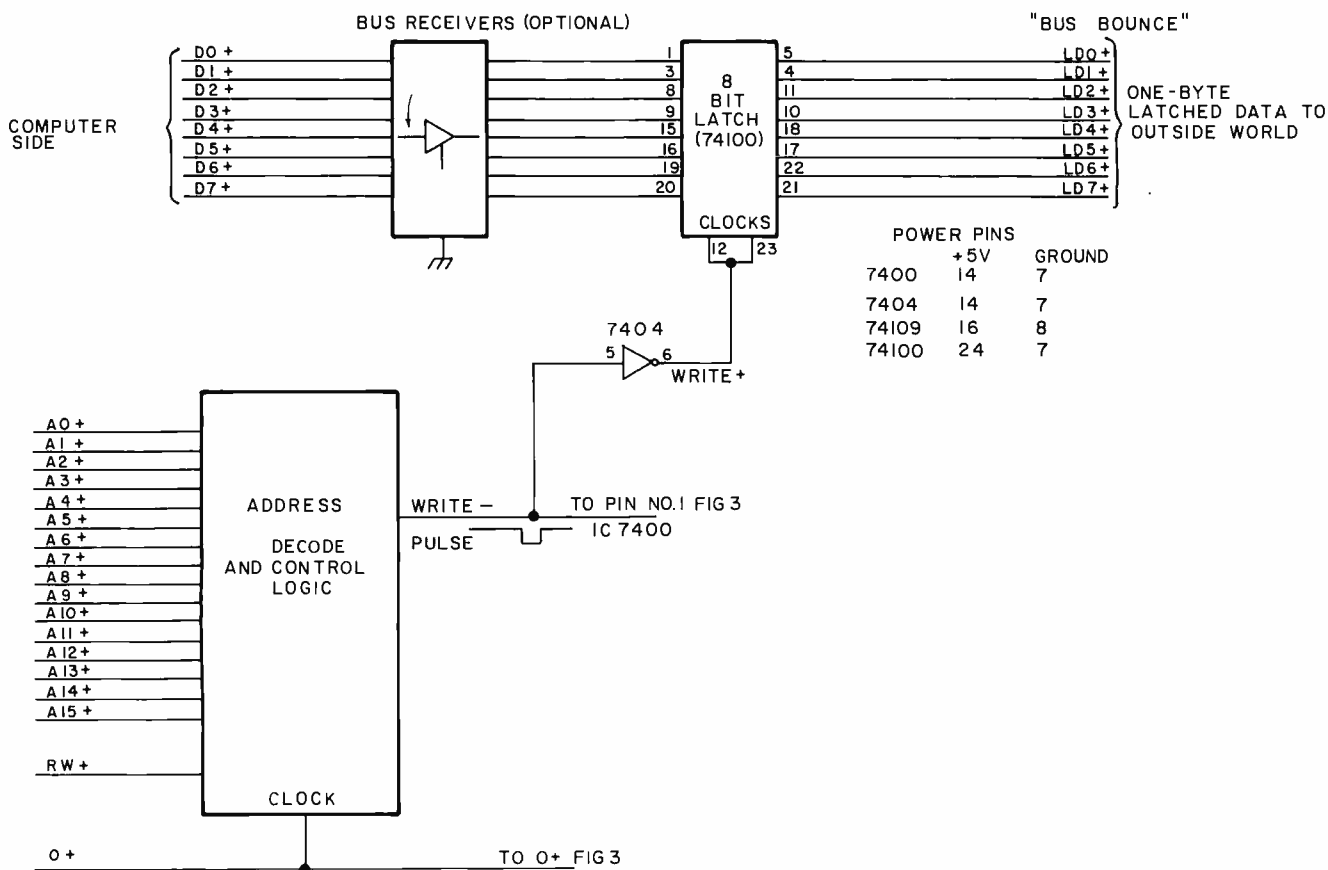 BUS RECEIVERS (OPTIONAL)
"BUS BOUNCE"
COMPUTER
SIDE
D0+
D1+
D2+
D3+
D4+
D5+
D6+
D7+
1
3
8
9
15
16
19
20
8
BIT
LATCH
(74100)
CLOCKS
12 23
5
4
11
10
18
17
22
21
LD0+
LD1+
LD2+
LD3+
LD4+
LD5+
LD6+
LD7+
ONE-BYTE
LATCHED DATA TO
OUTSIDE WORLD
POWER PINS
+5V GROUND
7400 14 7
7404 14 7
74109 16 8
74100 24 7
7404
5 6
WRITE+
A0+
A1+
A2+
A3+
A4+
A5+
A6+
A7+
A8+
A9+
A10+
A11+
A12+
A13+
A14+
A15+
RW+
ADDRESS
DECODE
AND CONTROL
LOGIC
CLOCK
WRITE-
PULSE
TO PIN NO.1 FIG 3
IC 7400
O+
TO O+ FIG 3